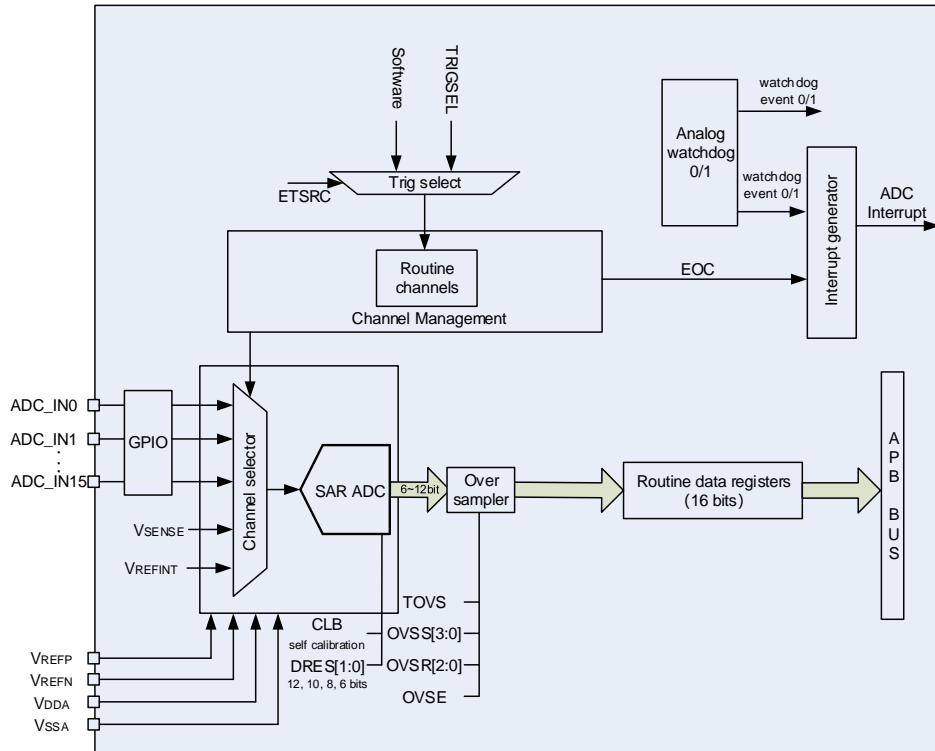 Software
TRIGSEL
Trig select
ETSRC
Analog
watchdog
0/1
watchdog
event 0/1
watchdog
event 0/1
Interrupt generator
ADC
Interrupt
Routine
channels
Channel Management
EOC
ADC_IN0
ADC_IN1
ADC_IN15
GPIO
VSENSE
VREFINT
Channel selector
SAR ADC
6~12bit
Over
sampler
Routine data registers
(16 bits)
APB BUS
CLB
self calibration
DRES[1:0]
12, 10, 8, 6 bits
TOVS
OVSS[3:0]
OVSR[2:0]
OVSE
VREFP
VREFN
VDDA
VSSA